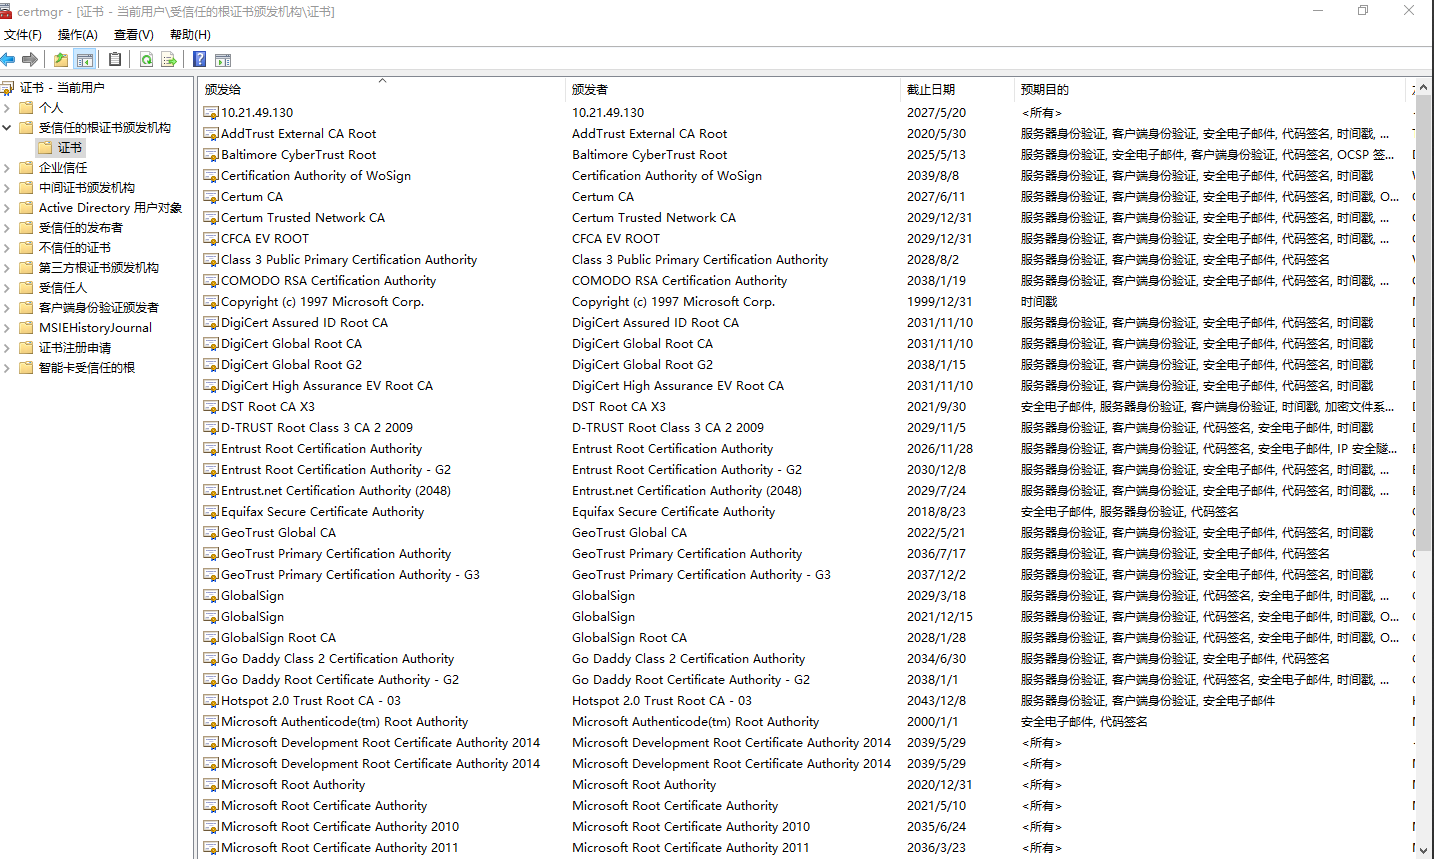 certmgr - [证书 - 当前用户\受信任的根证书颁发机构\证书]
文件(F) 操作(A) 查看(V) 帮助(H)
证书 - 当前用户
个人
受信任的根证书颁发机构
证书
企业信任
中间证书颁发机构
Active Directory 用户对象
受信任的发布者
不信任的证书
第三方根证书颁发机构
受信任人
客户端身份验证颁发者
MSIEHistoryJournal
证书注册申请
智能卡受信任的根
颁发给 颁发者 截止日期 预期目的
10.21.49.130 10.21.49.130 2027/5/20 <所有>
AddTrust External CA Root AddTrust External CA Root 2020/5/30 服务器身份验证, 客户端身份验证, 安全电子邮件, 代码签名, 时间戳, ...
Baltimore CyberTrust Root Baltimore CyberTrust Root 2025/5/13 服务器身份验证, 安全电子邮件, 客户端身份验证, 代码签名, OCSP 签...
Certification Authority of WoSign Certification Authority of WoSign 2039/8/8 服务器身份验证, 客户端身份验证, 安全电子邮件, 代码签名, 时间戳
Certum CA Certum CA 2027/6/11 服务器身份验证, 客户端身份验证, 安全电子邮件, 代码签名, 时间戳, O...
Certum Trusted Network CA Certum Trusted Network CA 2029/12/31 服务器身份验证, 客户端身份验证, 安全电子邮件, 代码签名, 时间戳, ...
CFCA EV ROOT CFCA EV ROOT 2029/12/31 服务器身份验证, 客户端身份验证, 安全电子邮件, 代码签名, 时间戳, ...
Class 3 Public Primary Certification Authority Class 3 Public Primary Certification Authority 2028/8/2 服务器身份验证, 客户端身份验证, 安全电子邮件, 代码签名
COMODO RSA Certification Authority COMODO RSA Certification Authority 2038/1/19 服务器身份验证, 客户端身份验证, 安全电子邮件, 代码签名, 时间戳, ...
Copyright (c) 1997 Microsoft Corp. Copyright (c) 1997 Microsoft Corp. 1999/12/31 时间戳
DigiCert Assured ID Root CA DigiCert Assured ID Root CA 2031/11/10 服务器身份验证, 客户端身份验证, 安全电子邮件, 代码签名, 时间戳
DigiCert Global Root CA DigiCert Global Root CA 2031/11/10 服务器身份验证, 客户端身份验证, 安全电子邮件, 代码签名, 时间戳
DigiCert Global Root G2 DigiCert Global Root G2 2038/1/15 服务器身份验证, 客户端身份验证, 安全电子邮件, 代码签名, 时间戳
DigiCert High Assurance EV Root CA DigiCert High Assurance EV Root CA 2031/11/10 服务器身份验证, 客户端身份验证, 安全电子邮件, 代码签名, 时间戳
DST Root CA X3 DST Root CA X3 2021/9/30 安全电子邮件, 服务器身份验证, 客户端身份验证, 时间戳, 加密文件系...
D-TRUST Root Class 3 CA 2 2009 D-TRUST Root Class 3 CA 2 2009 2029/11/5 服务器身份验证, 客户端身份验证, 代码签名, 安全电子邮件, 时间戳
Entrust Root Certification Authority Entrust Root Certification Authority 2026/11/28 服务器身份验证, 客户端身份验证, 代码签名, 安全电子邮件, IP 安全隧...
Entrust Root Certification Authority - G2 Entrust Root Certification Authority - G2 2030/12/8 服务器身份验证, 客户端身份验证, 安全电子邮件, 代码签名, 时间戳, ...
Entrust.net Certification Authority (2048) Entrust.net Certification Authority (2048) 2029/7/24 服务器身份验证, 客户端身份验证, 安全电子邮件, 代码签名, 时间戳, ...
Equifax Secure Certificate Authority Equifax Secure Certificate Authority 2018/8/23 安全电子邮件, 服务器身份验证, 代码签名
GeoTrust Global CA GeoTrust Global CA 2022/5/21 服务器身份验证, 客户端身份验证, 安全电子邮件, 代码签名, 时间戳
GeoTrust Primary Certification Authority GeoTrust Primary Certification Authority 2036/7/17 服务器身份验证, 客户端身份验证, 安全电子邮件, 代码签名
GeoTrust Primary Certification Authority - G3 GeoTrust Primary Certification Authority - G3 2037/12/2 服务器身份验证, 客户端身份验证, 安全电子邮件, 代码签名, 时间戳
GlobalSign GlobalSign 2029/3/18 服务器身份验证, 客户端身份验证, 代码签名, 安全电子邮件, 时间戳, ...
GlobalSign GlobalSign 2021/12/15 服务器身份验证, 客户端身份验证, 代码签名, 安全电子邮件, 时间戳, O...
GlobalSign Root CA GlobalSign Root CA 2028/1/28 服务器身份验证, 客户端身份验证, 代码签名, 安全电子邮件, 时间戳, O...
Go Daddy Class 2 Certification Authority Go Daddy Class 2 Certification Authority 2034/6/30 服务器身份验证, 客户端身份验证, 安全电子邮件, 代码签名
Go Daddy Root Certificate Authority - G2 Go Daddy Root Certificate Authority - G2 2038/1/1 服务器身份验证, 客户端身份验证, 代码签名, 安全电子邮件, 时间戳, ...
Hotspot 2.0 Trust Root CA - 03 Hotspot 2.0 Trust Root CA - 03 2043/12/8 服务器身份验证, 客户端身份验证, 安全电子邮件
Microsoft Authenticode(tm) Root Authority Microsoft Authenticode(tm) Root Authority 2000/1/1 安全电子邮件, 代码签名
Microsoft Development Root Certificate Authority 2014 Microsoft Development Root Certificate Authority 2014 2039/5/29 <所有>
Microsoft Development Root Certificate Authority 2014 Microsoft Development Root Certificate Authority 2014 2039/5/29 <所有>
Microsoft Root Authority Microsoft Root Authority 2020/12/31 <所有>
Microsoft Root Certificate Authority Microsoft Root Certificate Authority 2021/5/10 <所有>
Microsoft Root Certificate Authority 2010 Microsoft Root Certificate Authority 2010 2035/6/24 <所有>
Microsoft Root Certificate Authority 2011 Microsoft Root Certificate Authority 2011 2036/3/23 <所有>